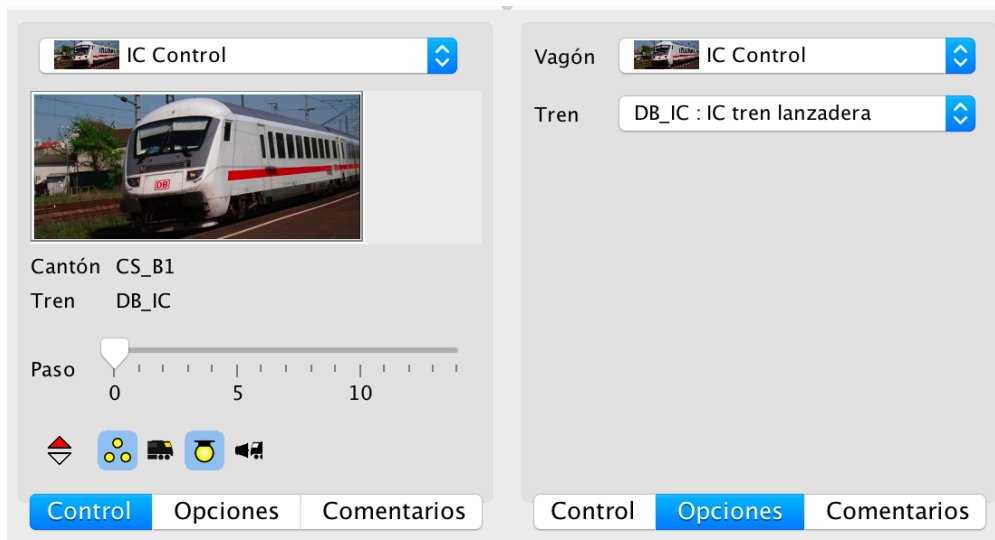 IC Control
DB
Cantón CS_B1
Tren DB_IC
Paso
0 5 10
Control Opciones Comentarios
Vagón IC Control
Tren DB_IC : IC tren lanzadera
Control Opciones Comentarios